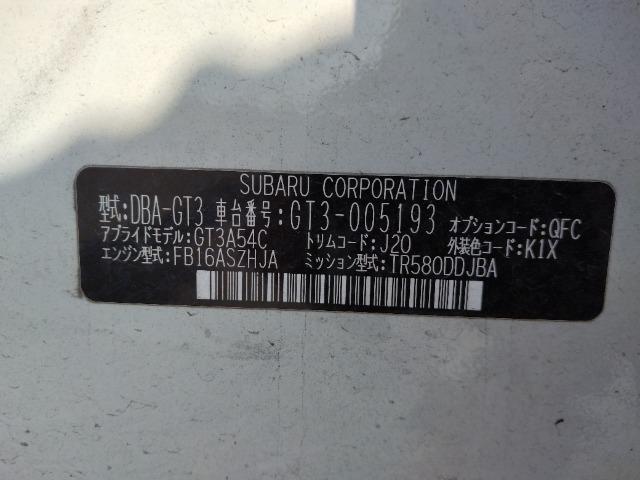 SUBARU CORPORATION
型式:DBA-GT3 車台番号:GT3-005193 オプションコード:QFC
アプライドモデル:GT3A54C トリムコード:J20 外装色コード:K1X
エンジン型式:FB16ASZHJA ミッション型式:TR580DDJBA